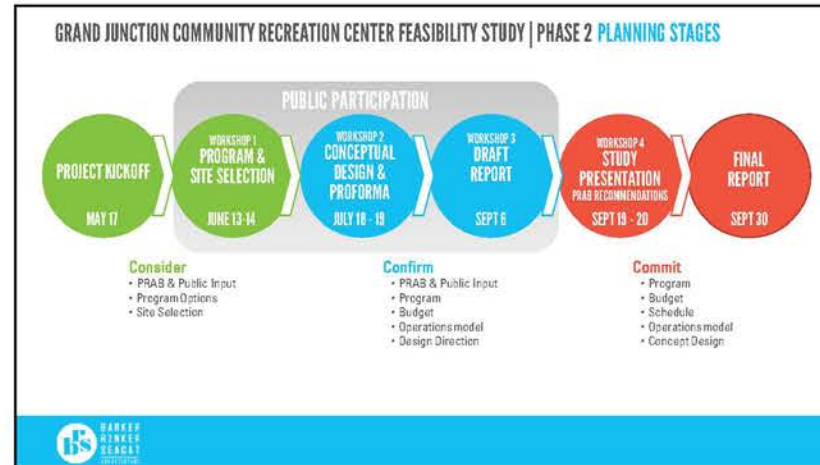 GRAND JUNCTION COMMUNITY RECREATION CENTER FEASIBILITY STUDY | PHASE 2 PLANNING STAGES
PUBLIC PARTICIPATION
PROJECT KICKOFF
MAY 17
WORKSHOP 1
PROGRAM &
SITE SELECTION
JUNE 13-14
WORKSHOP 2
CONCEPTUAL
DESIGN &
PROFORMA
JULY 18 - 19
WORKSHOP 3
DRAFT
REPORT
SEPT 6
WORKSHOP 4
STUDY
PRESENTATION
PRAB RECOMMENDATIONS
SEPT 19 - 20
FINAL
REPORT
SEPT 30
Consider
• PRAB & Public Input
• Program Options
• Site Selection
Confirm
• PRAB & Public Input
• Program
• Budget
• Operations model
• Design Direction
Commit
• Program
• Budget
• Schedule
• Operations model
• Concept Design
brs
BARKER
RINKER
SEACAT